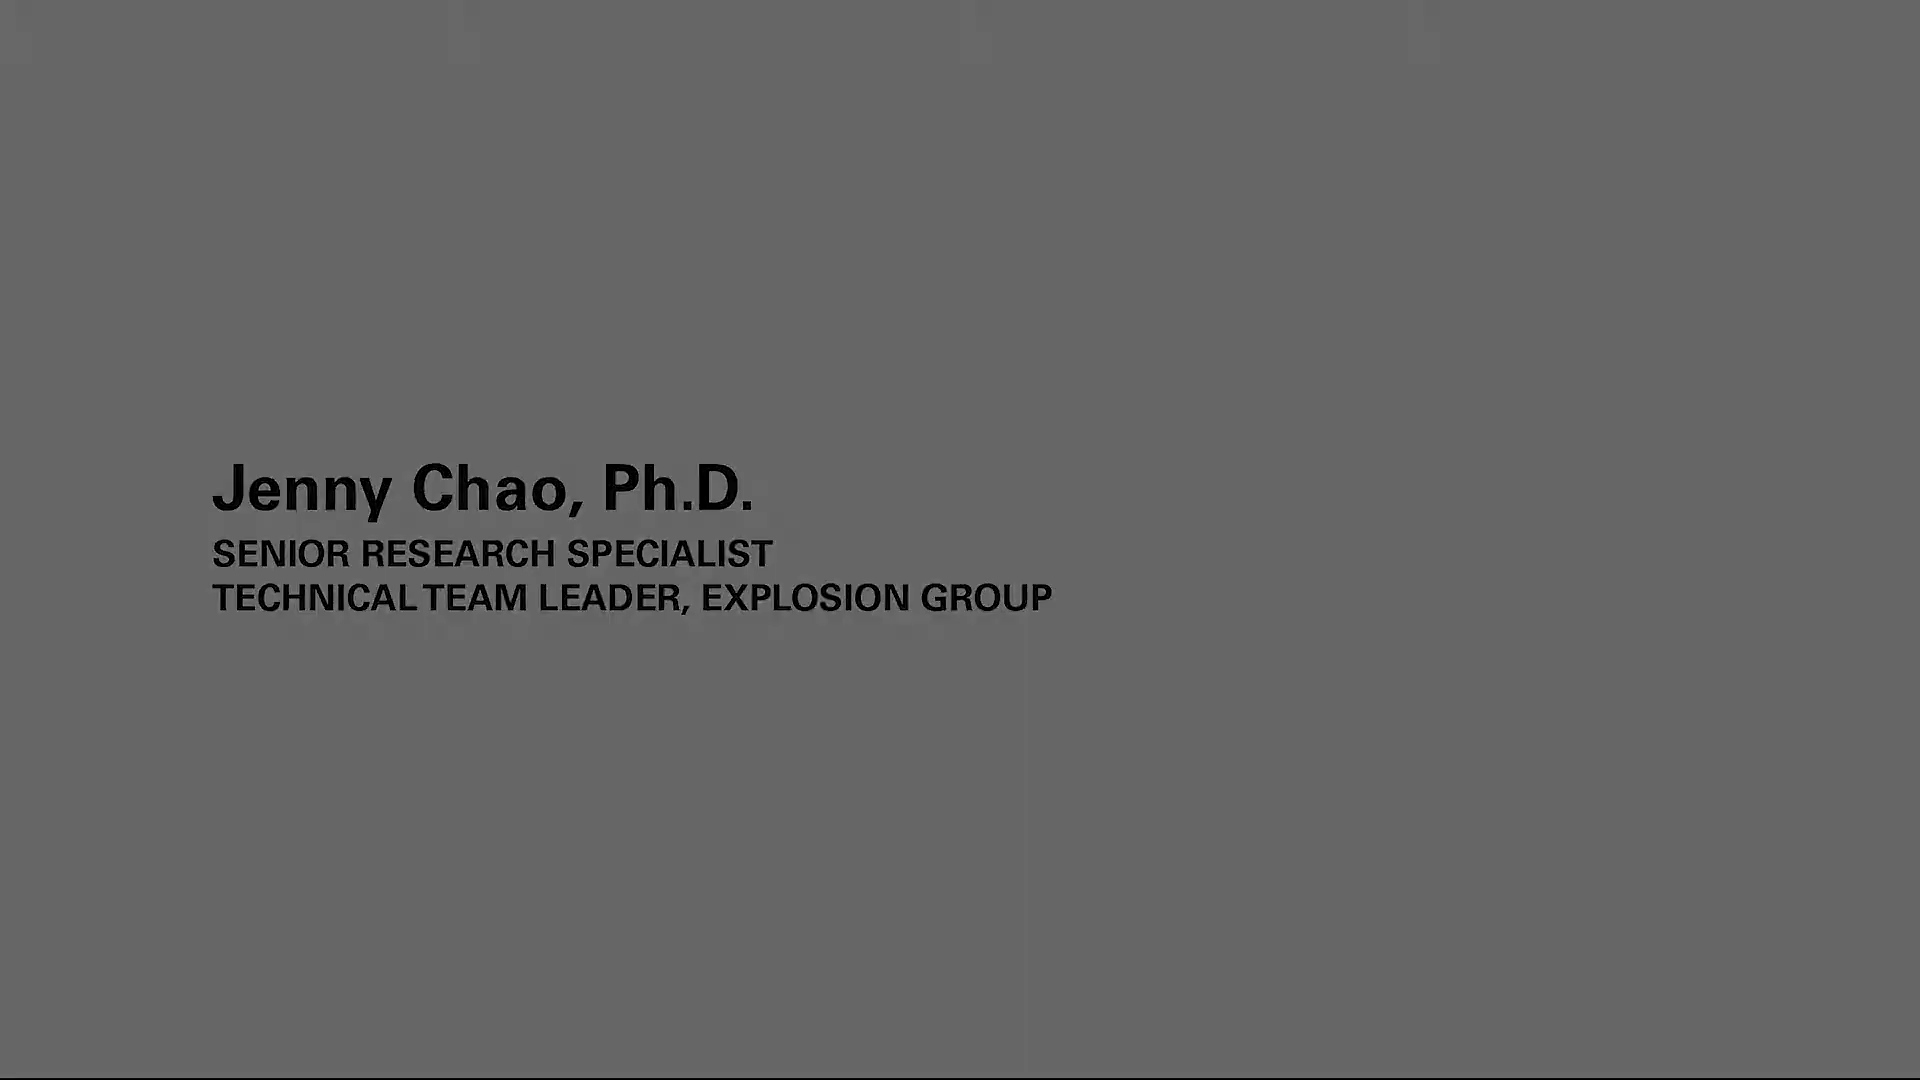 Jenny Chao, Ph.D.
SENIOR RESEARCH SPECIALIST
TECHNICAL TEAM LEADER, EXPLOSION GROUP